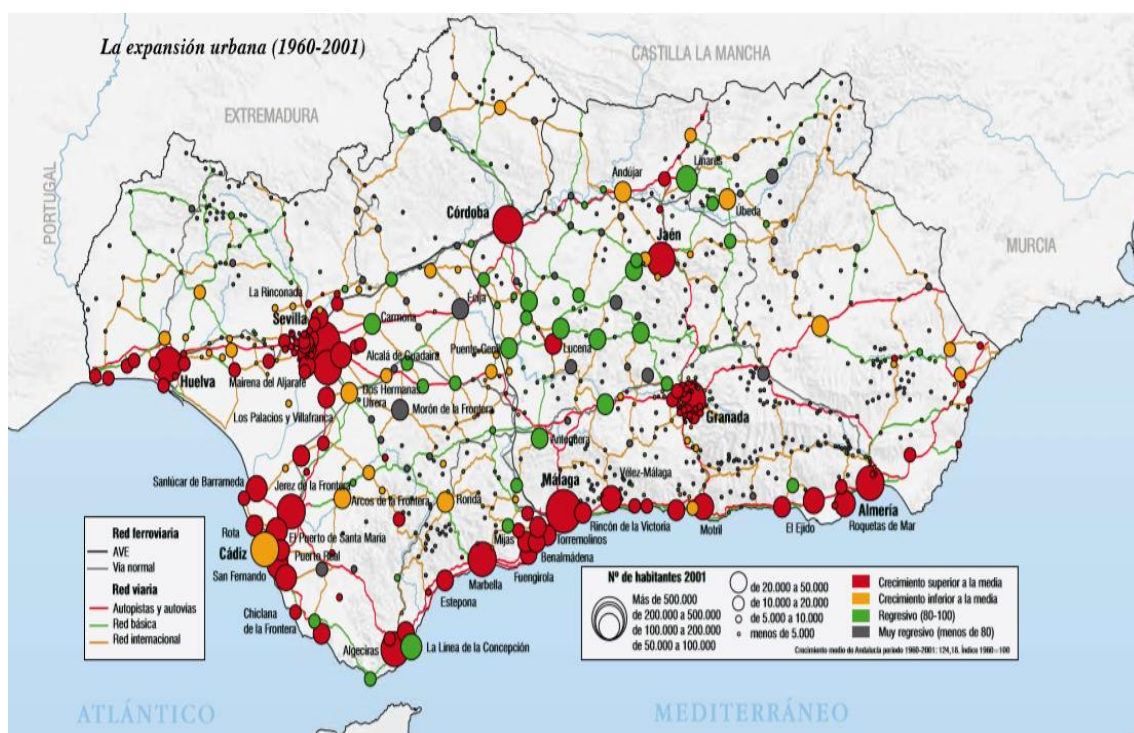 La expansión urbana (1960-2001)
CASTILLA LA MANCHA
EXTREMADURA
PORTUGAL
MURCIA
Linares
Andújar
Úbeda
Córdoba
Jaén
La Rinconada
Écija
Sevilla
Carmona
Puente-Genil
Lucena
Alcalá de Guadaira
Huelva
Mairena del Aljarafe
Dos Hermanas
Utrera
Morón de la Frontera
Granada
Los Palacios y Villafranca
Antequera
Sanlúcar de Barrameda
Jerez de la Frontera
Málaga
Vélez-Málaga
Arcos de la Frontera
Ronda
Almería
Rota
El Puerto de Santa María
Rincón de la Victoria
Motril
El Ejido
Roquetas de Mar
Cádiz
Puerto Real
Mijas
Torremolinos
Benalmádena
San Fernando
Marbella
Fuengirola
Estepona
Chiclana
de la Frontera
Algeciras
La Línea de la Concepción
Red ferroviaria
AVE
Vía normal
Red viaria
Autopistas y autovías
Red básica
Red internacional
Nº de habitantes 2001
Más de 500.000
de 200.000 a 500.000
de 100.000 a 200.000
de 50.000 a 100.000
de 20.000 a 50.000
de 10.000 a 20.000
de 5.000 a 10.000
menos de 5.000
Crecimiento superior a la media
Crecimiento inferior a la media
Regresivo (80-100)
Muy regresivo (menos de 80)
Crecimiento medio de Andalucía periodo 1960-2001: 124,18. Índice 1960=100
ATLÁNTICO
MEDITERRÁNEO